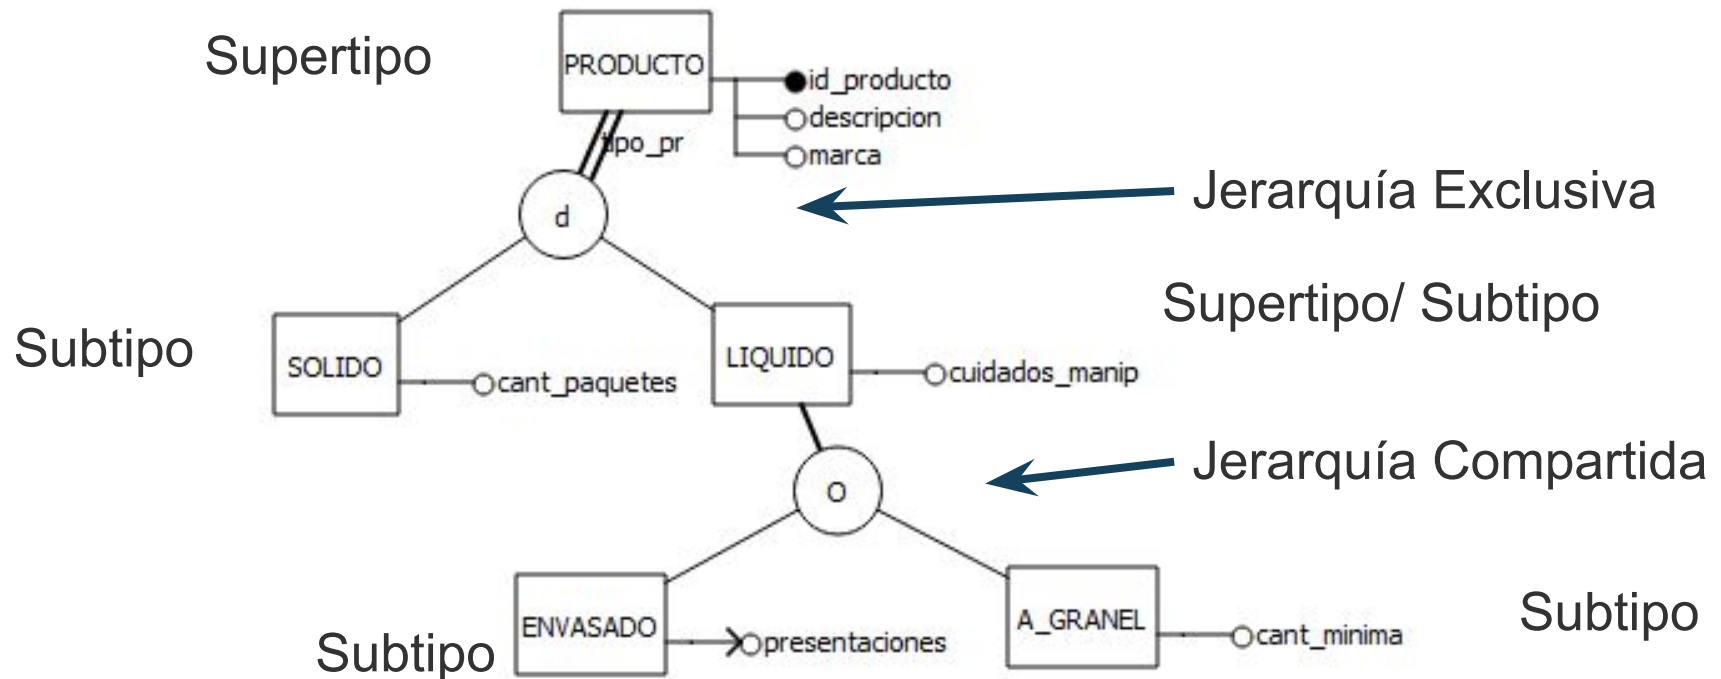 Supertipo
PRODUCTO
id_producto
descripcion
marca
tipo_pr
Jerarquía Exclusiva
d
Supertipo/ Subtipo
Subtipo
SOLIDO
cant_paquetes
LIQUIDO
cuidados_manip
Jerarquía Compartida
O
Subtipo
ENVASADO
presentaciones
A_GRANEL
cant_minima
Subtipo